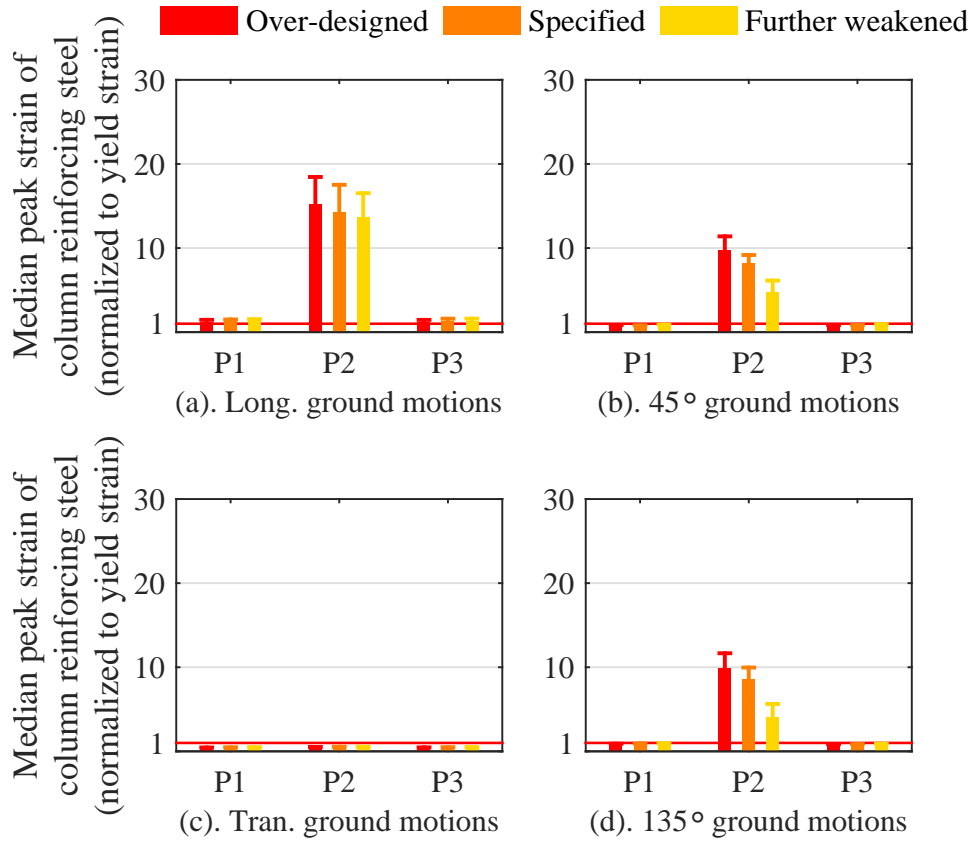 Over-designed Specified Further weakened
Median peak strain of
column reinforcing steel
(normalized to yield strain)
30
20
10
1
P1 P2 P3
(a). Long. ground motions
30
20
10
1
P1 P2 P3
(b). 45° ground motions
Median peak strain of
column reinforcing steel
(normalized to yield strain)
30
20
10
1
P1 P2 P3
(c). Tran. ground motions
30
20
10
1
P1 P2 P3
(d). 135° ground motions